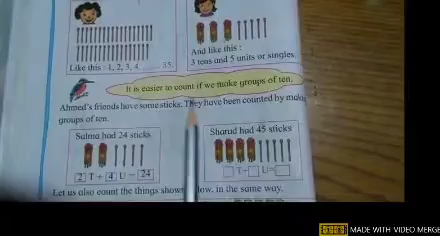 Like this : 1, 2, 3, 4, ...... 35.
And like this :
3 tens and 5 units or singles.
It is easier to count if we make groups of ten.
Ahmed's friends have some sticks. They have been counted by making
groups of ten.
Salma had 24 sticks
2 T + 4 U = 24
Sharad had 45 sticks
T + U =
Let us also count the things shown low, in the same way.
MADE WITH VIDEO MERGE